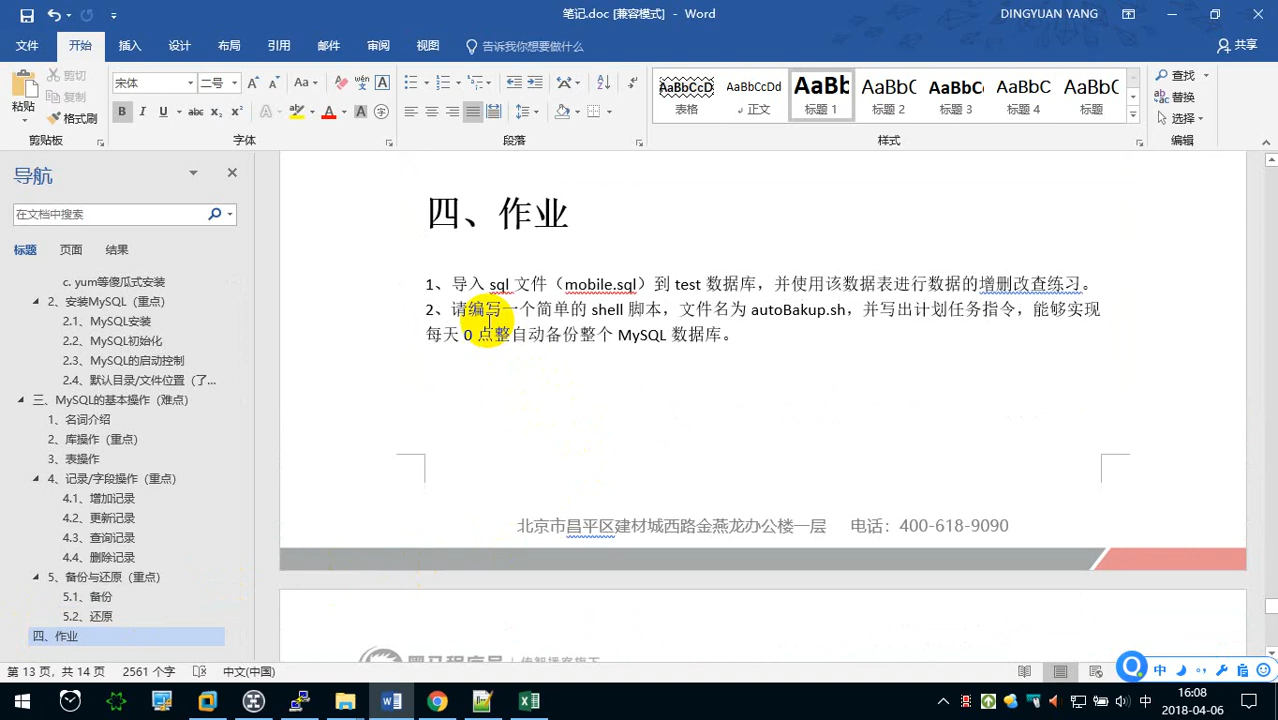 笔记.doc [兼容模式] - Word
DINGYUAN YANG
文件 开始 插入 设计 布局 引用 邮件 审阅 视图 告诉我你想要做什么 共享
粘贴
剪切
复制
格式刷
宋体 二号
AaBbCcD AaBbCcDd AaBb AaBbC AaBbC AaBbC AaBbC
表格 正文 标题 1 标题 2 标题 3 标题 4 标题
查找
替换
选择
剪贴板 字体 段落 样式 编辑
导航
在文档中搜索
标题 页面 结果
c. yum等傻瓜式安装
2、安装MySQL（重点）
2.1、MySQL安装
2.2、MySQL初始化
2.3、MySQL的启动控制
2.4、默认目录/文件位置（了...
三、MySQL的基本操作（难点）
1、名词介绍
2、库操作（重点）
3、表操作
4、记录/字段操作（重点）
4.1、增加记录
4.2、更新记录
4.3、查询记录
4.4、删除记录
5、备份与还原（重点）
5.1、备份
5.2、还原
四、作业
四、作业
1、导入 sql 文件（mobile.sql）到 test 数据库，并使用该数据表进行数据的增删改查练习。
2、请编写一个简单的 shell 脚本，文件名为 autoBakup.sh，并写出计划任务指令，能够实现
每天 0 点整自动备份整个 MySQL 数据库。
北京市昌平区建材城西路金燕龙办公楼一层 电话：400-618-9090
第 13 页，共 14 页 2561 个字 中文(中国)
中
中
16:08
2018-04-06